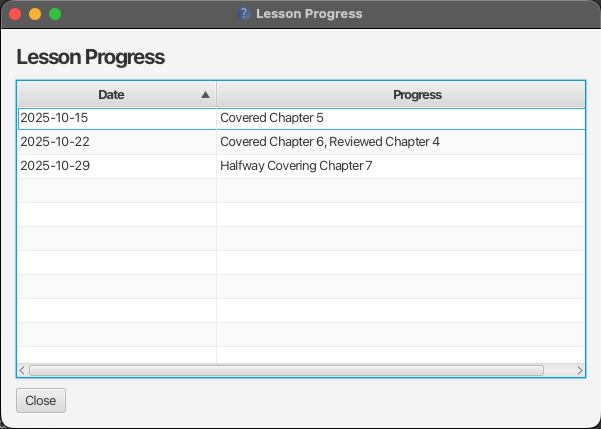 Lesson Progress
Lesson Progress
Date Progress
2025-10-15 Covered Chapter 5
2025-10-22 Covered Chapter 6, Reviewed Chapter 4
2025-10-29 Halfway Covering Chapter 7
Close